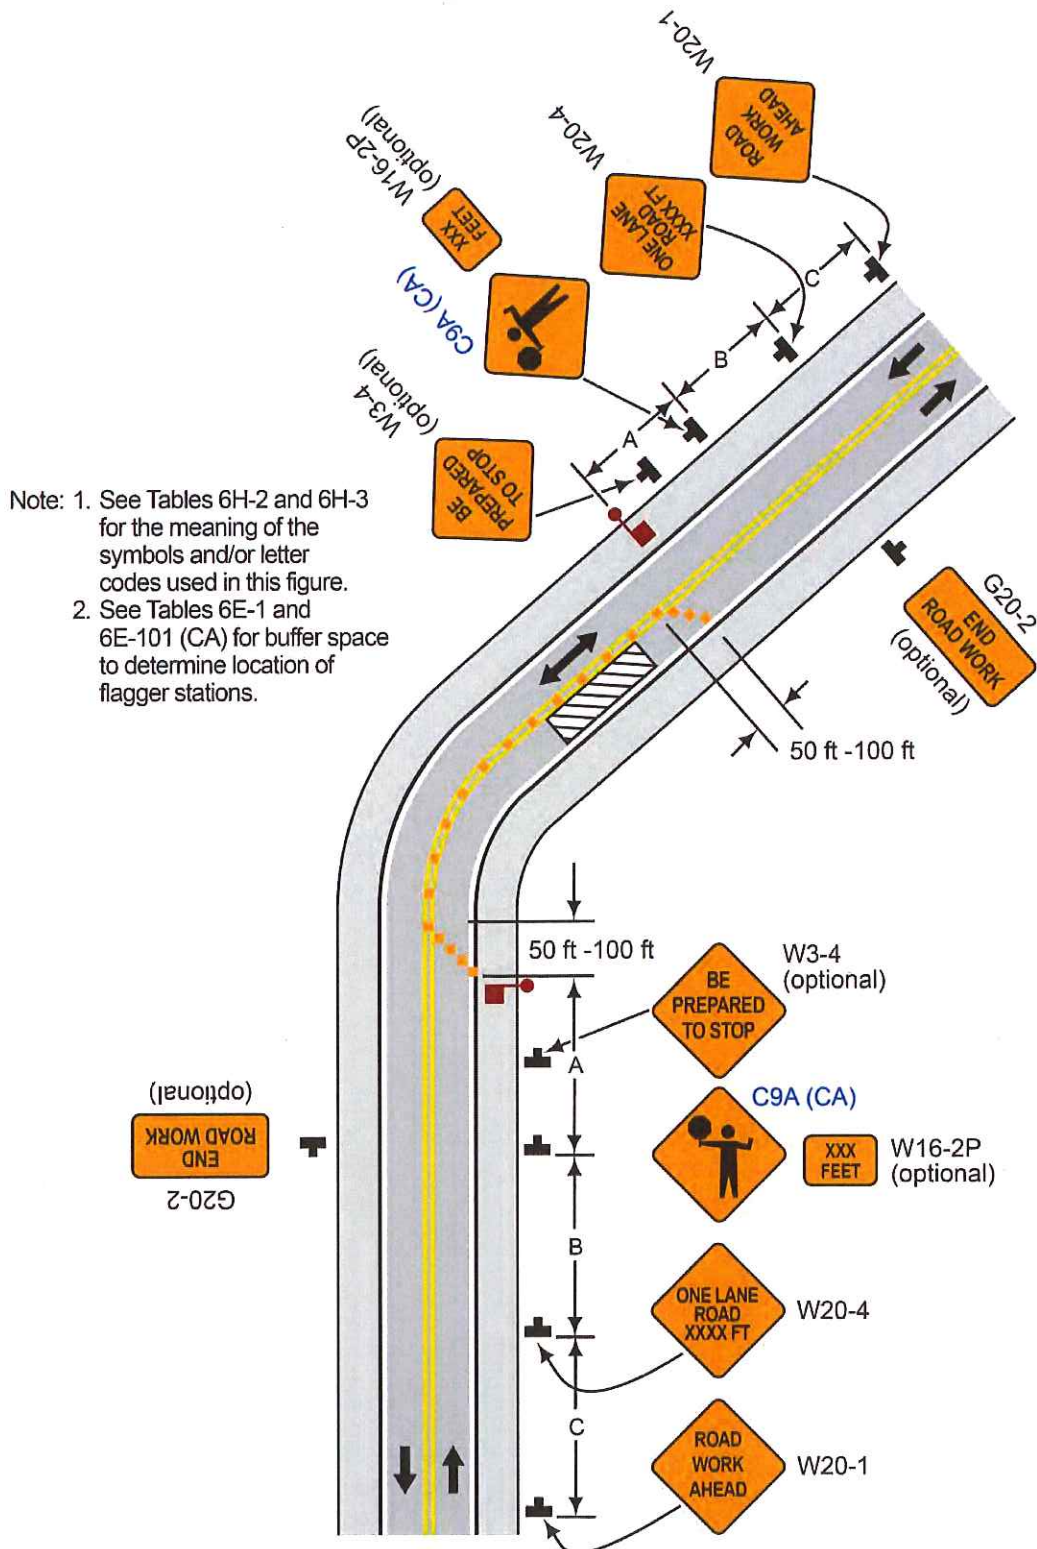 W20-1
ROAD
WORK
AHEAD
W20-4
ONE LANE
ROAD
XXXX FT
W16-2P
(optional)
XXX
FEET
C9A (CA)
W3-4
(optional)
BE
PREPARED
TO STOP
C
B
A
Note: 1. See Tables 6H-2 and 6H-3
for the meaning of the
symbols and/or letter
codes used in this figure.
2. See Tables 6E-1 and
6E-101 (CA) for buffer space
to determine location of
flagger stations.
G20-2
END
ROAD WORK
(optional)
50 ft -100 ft
50 ft -100 ft
BE
PREPARED
TO STOP
W3-4
(optional)
A
C9A (CA)
XXX
FEET
W16-2P
(optional)
G20-2
END
ROAD WORK
(optional)
B
ONE LANE
ROAD
XXXX FT
W20-4
C
ROAD
WORK
AHEAD
W20-1